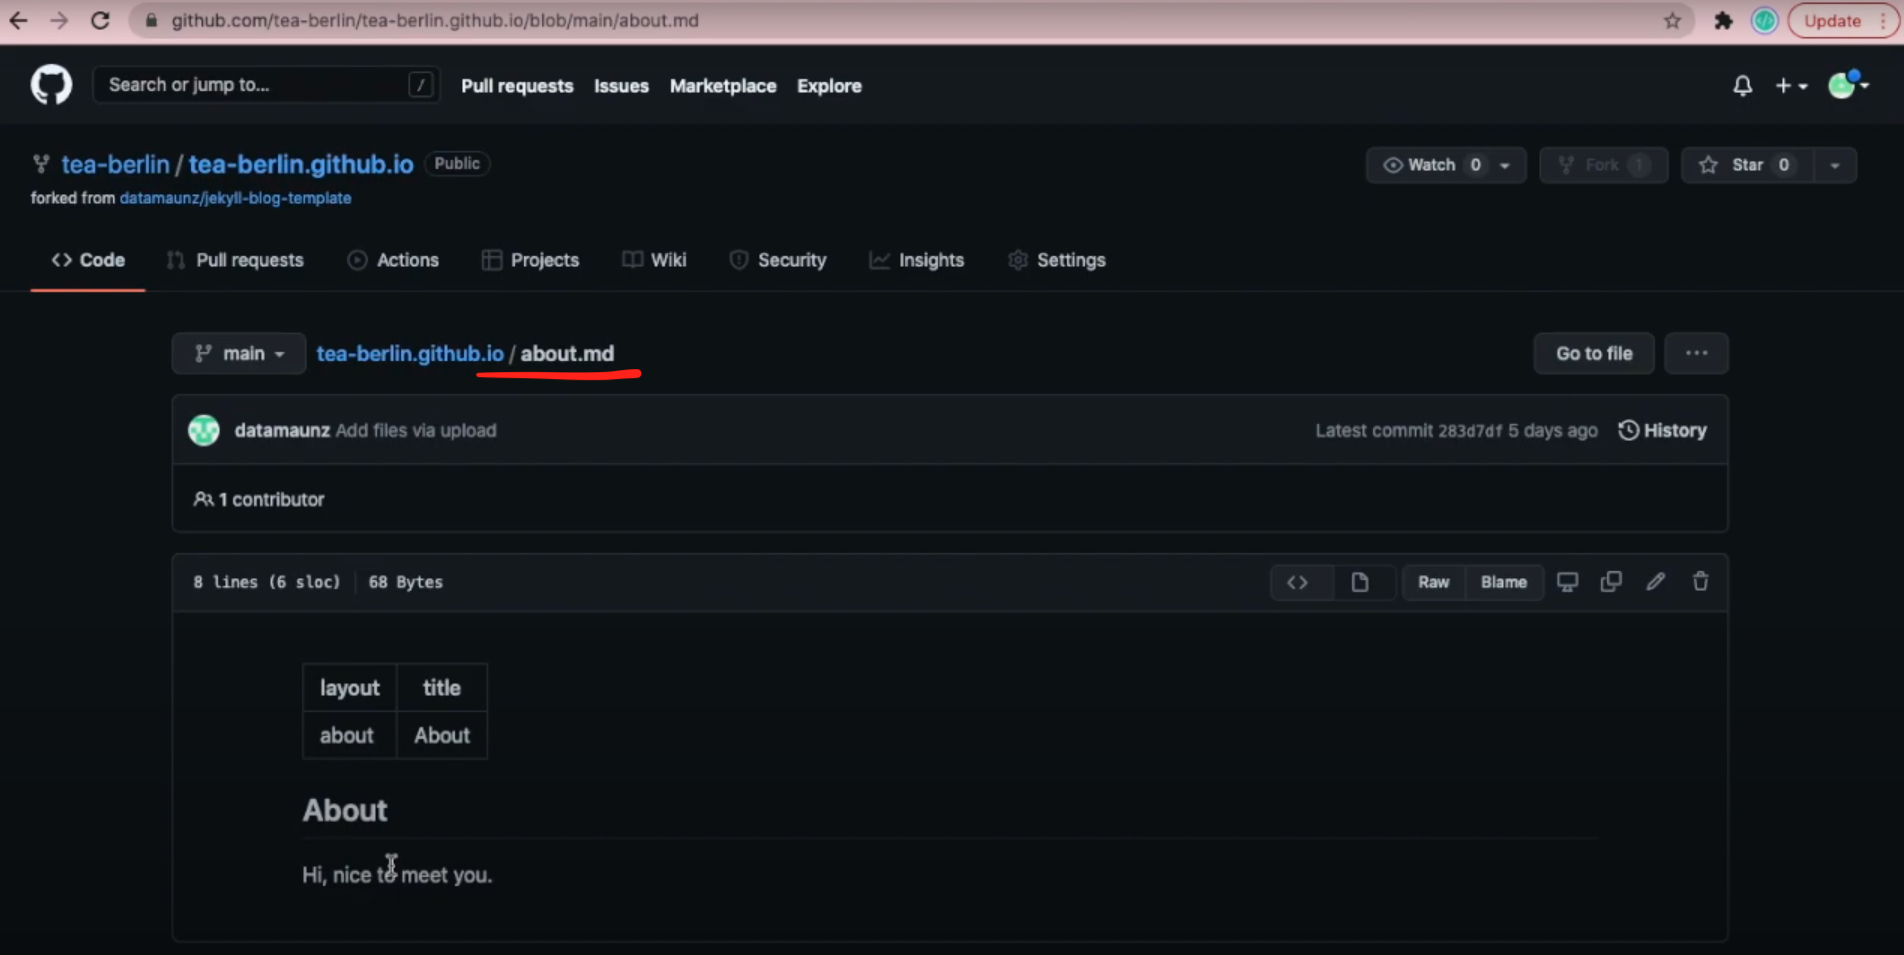 github.com/tea-berlin/tea-berlin.github.io/blob/main/about.md
Update
Search or jump to...
/
Pull requests
Issues
Marketplace
Explore
tea-berlin / tea-berlin.github.io
Public
Watch 0
Fork 1
Star 0
forked from datamaunz/jekyll-blog-template
Code
Pull requests
Actions
Projects
Wiki
Security
Insights
Settings
main
tea-berlin.github.io / about.md
Go to file
datamaunz Add files via upload
Latest commit 283d7df 5 days ago
History
1 contributor
8 lines (6 sloc)
68 Bytes
Raw
Blame
layout title
about About
About
Hi, nice to meet you.